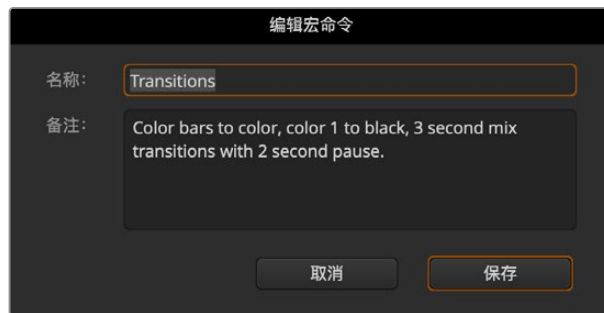 编辑宏命令
名称：
Transitions
备注：
Color bars to color, color 1 to black, 3 second mix
transitions with 2 second pause.
取消
保存